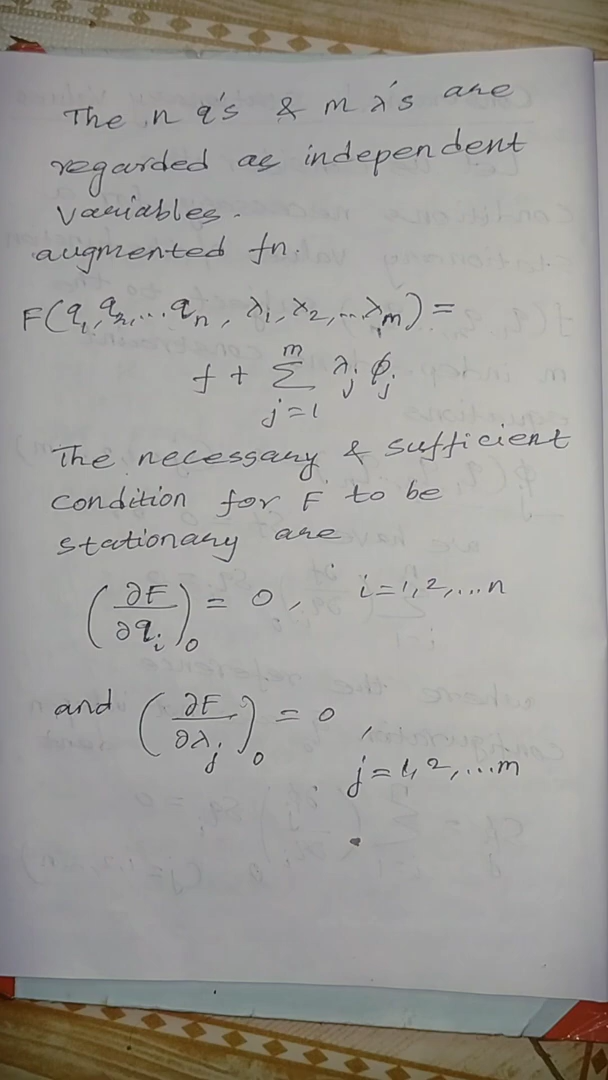 The n q's & m λ's are
regarded as independent
variables.
augmented fn.
F(q₁, q₂, ... qₙ, λ₁, λ₂, ... λₘ) =
f + Σ_{j=1}^{m} λⱼ φⱼ
The necessary & sufficient
condition for F to be
stationary are
(∂F/∂qᵢ)₀ = 0, i = 1, 2, ... n
and (∂F/∂λⱼ)₀ = 0,
j = 1, 2, ... m